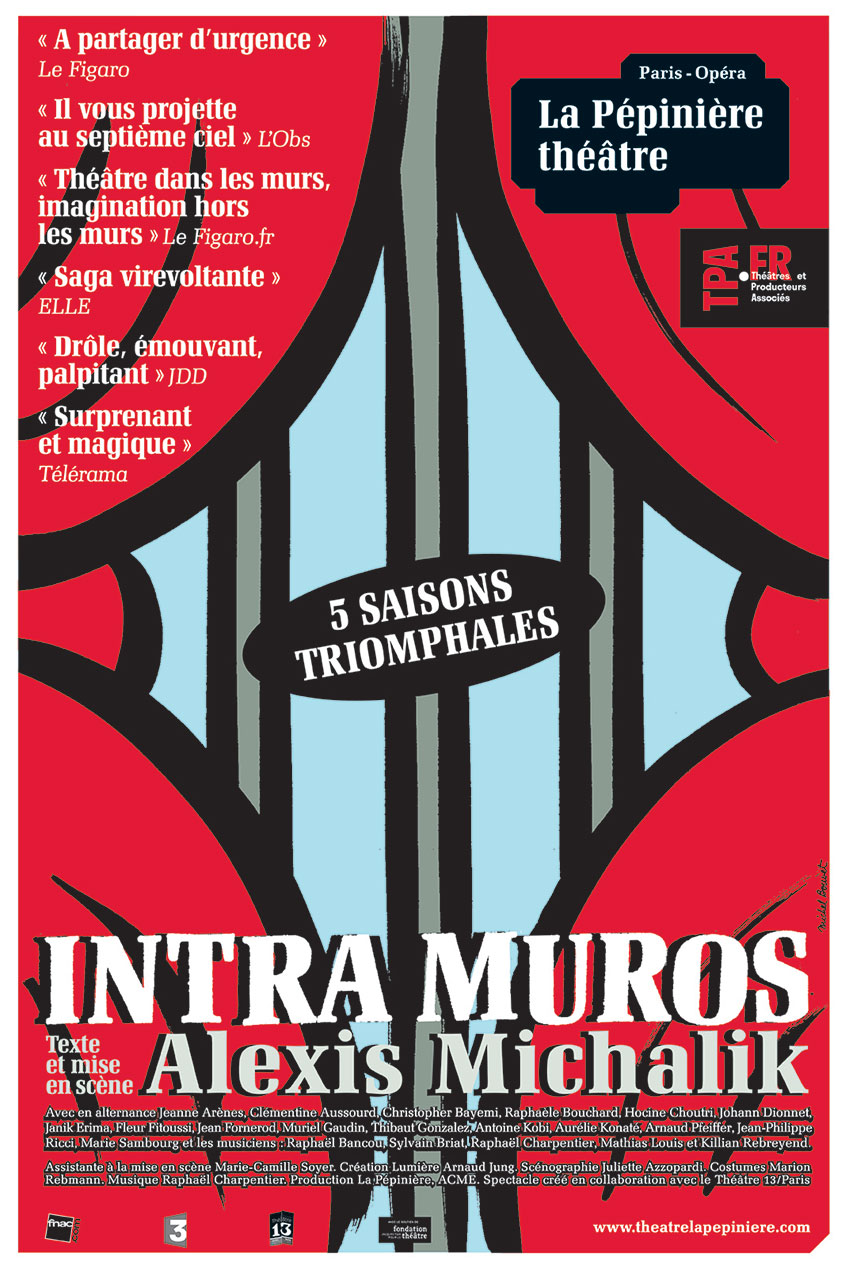 « A partager d’urgence »
Le Figaro
« Il vous projette
au septième ciel » L’Obs
« Théâtre dans les murs,
imagination hors
les murs » Le Figaro.fr
« Saga virevoltante »
ELLE
« Drôle, émouvant,
palpitant » JDD
« Surprenant
et magique »
Télérama
Paris - Opéra
La Pépinière
théâtre
TPA
.FR
Théâtres et
Producteurs
Associés
5 SAISONS
TRIOMPHALES
Michel Bouvet
INTRA MUROS
Texte
et mise
en scène
Alexis Michalik
Avec en alternance Jeanne Arènes, Clémentine Aussourd, Christopher Bayemi, Raphaèle Bouchard, Hocine Choutri, Johann Dionnet,
Janik Erima, Fleur Fitoussi, Jean Fornerod, Muriel Gaudin, Thibaut Gonzalez, Antoine Kobi, Aurélie Konaté, Arnaud Pfeiffer, Jean-Philippe
Ricci, Marie Sambourg et les musiciens : Raphaël Bancou, Sylvain Briat, Raphaël Charpentier, Mathias Louis et Killian Rebreyend.
Assistante à la mise en scène Marie-Camille Soyer. Création Lumière Arnaud Jung. Scénographie Juliette Azzopardi. Costumes Marion
Rebmann. Musique Raphaël Charpentier. Production La Pépinière, ACME. Spectacle créé en collaboration avec le Théâtre 13/Paris
fnac
.com
3
13
fondation
théâtre
www.theatrelapepiniere.com